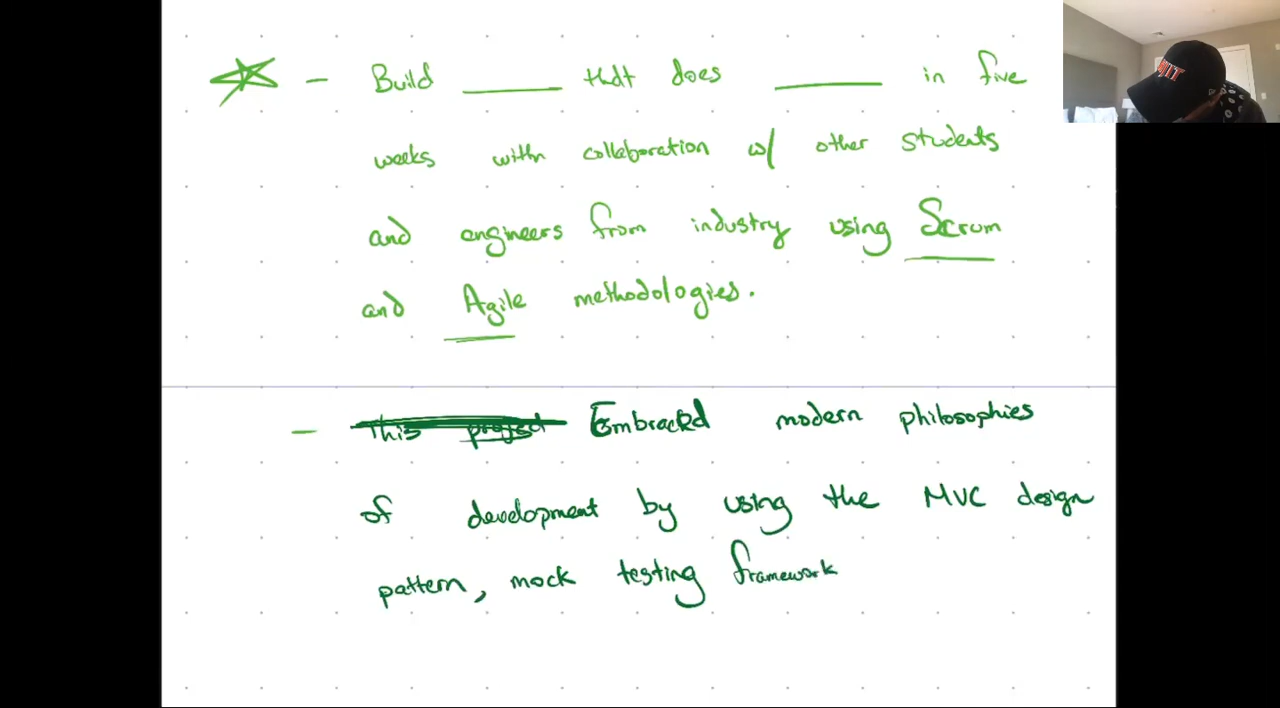 - Build ______ that does ______ in five
weeks with collaboration w/ other students
and engineers from industry using Scrum
and Agile methodologies.
- This project Embraced modern philosophies
of development by using the MVC design
pattern, mock testing framework
MIT